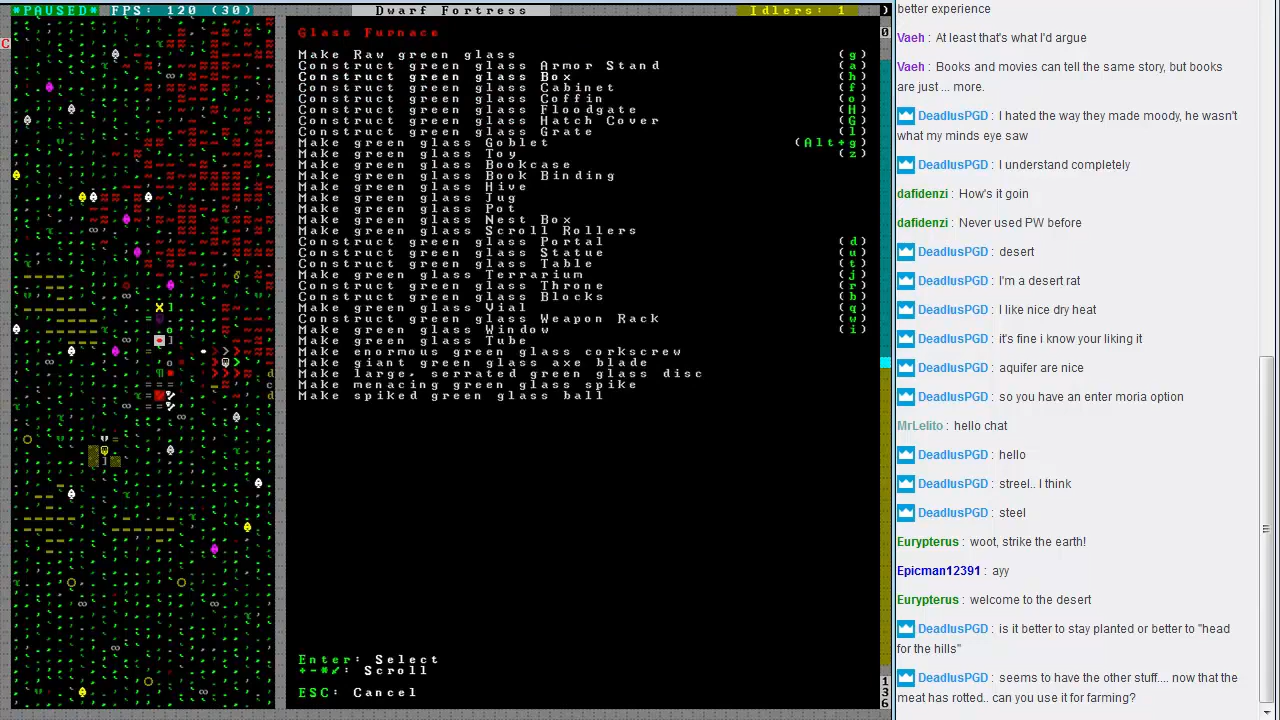 *PAUSED* FPS: 120 (30) Dwarf Fortress Idlers: 1
Glass Furnace
Make Raw green glass (g)
Construct green glass Armor Stand (a)
Construct green glass Box (h)
Construct green glass Cabinet (f)
Construct green glass Coffin (o)
Construct green glass Floodgate (H)
Construct green glass Hatch Cover (G)
Construct green glass Grate (l)
Make green glass Goblet (Alt+g)
Make green glass Toy (z)
Make green glass Bookcase
Make green glass Book Binding
Make green glass Hive
Make green glass Jug
Make green glass Pot
Make green glass Nest Box
Make green glass Scroll Rollers
Construct green glass Portal (d)
Construct green glass Statue (u)
Construct green glass Table (t)
Make green glass Terrarium (j)
Construct green glass Throne (r)
Construct green glass Blocks (b)
Make green glass Vial (q)
Construct green glass Weapon Rack (w)
Make green glass Window (i)
Make green glass Tube
Make enormous green glass corkscrew
Make giant green glass axe blade
Make large, serrated green glass disc
Make menacing green glass spike
Make spiked green glass ball
Enter: Select
+-*/: Scroll
ESC: Cancel
better experience
Vaeh : At least that's what I'd argue
Vaeh : Books and movies can tell the same story, but books
are just ... more
DeadlusPGD : I hated the way they made moody, he wasn't
what my minds eye saw
DeadlusPGD : I understand completely
dafidenzi : How's it goin
dafidenzi : Never used PW before
DeadlusPGD : desert
DeadlusPGD : I'm a desert rat
DeadlusPGD : I like nice dry heat
DeadlusPGD : it's fine know your liking it
DeadlusPGD : aquifer are nice
DeadlusPGD : so you have an enter moria option
MrLelito : hello chat
DeadlusPGD : hello
DeadlusPGD : streel.. I think
DeadlusPGD : steel
Eurypterus : woot, strike the earth!
Epicman12391 : ayy
Eurypterus : welcome to the desert
DeadlusPGD : is it better to stay planted or better to "head
for the hills"
DeadlusPGD : seems to have the other stuff.... now that the
meat has rotted can you use it for farming?